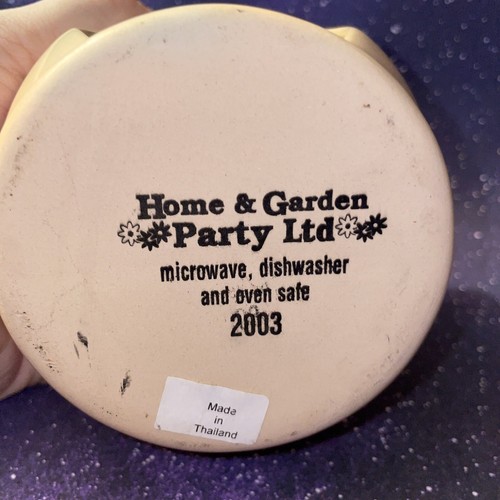 Home & Garden
Party Ltd
microwave, dishwasher
and oven safe
2003
Made
in
Thailand